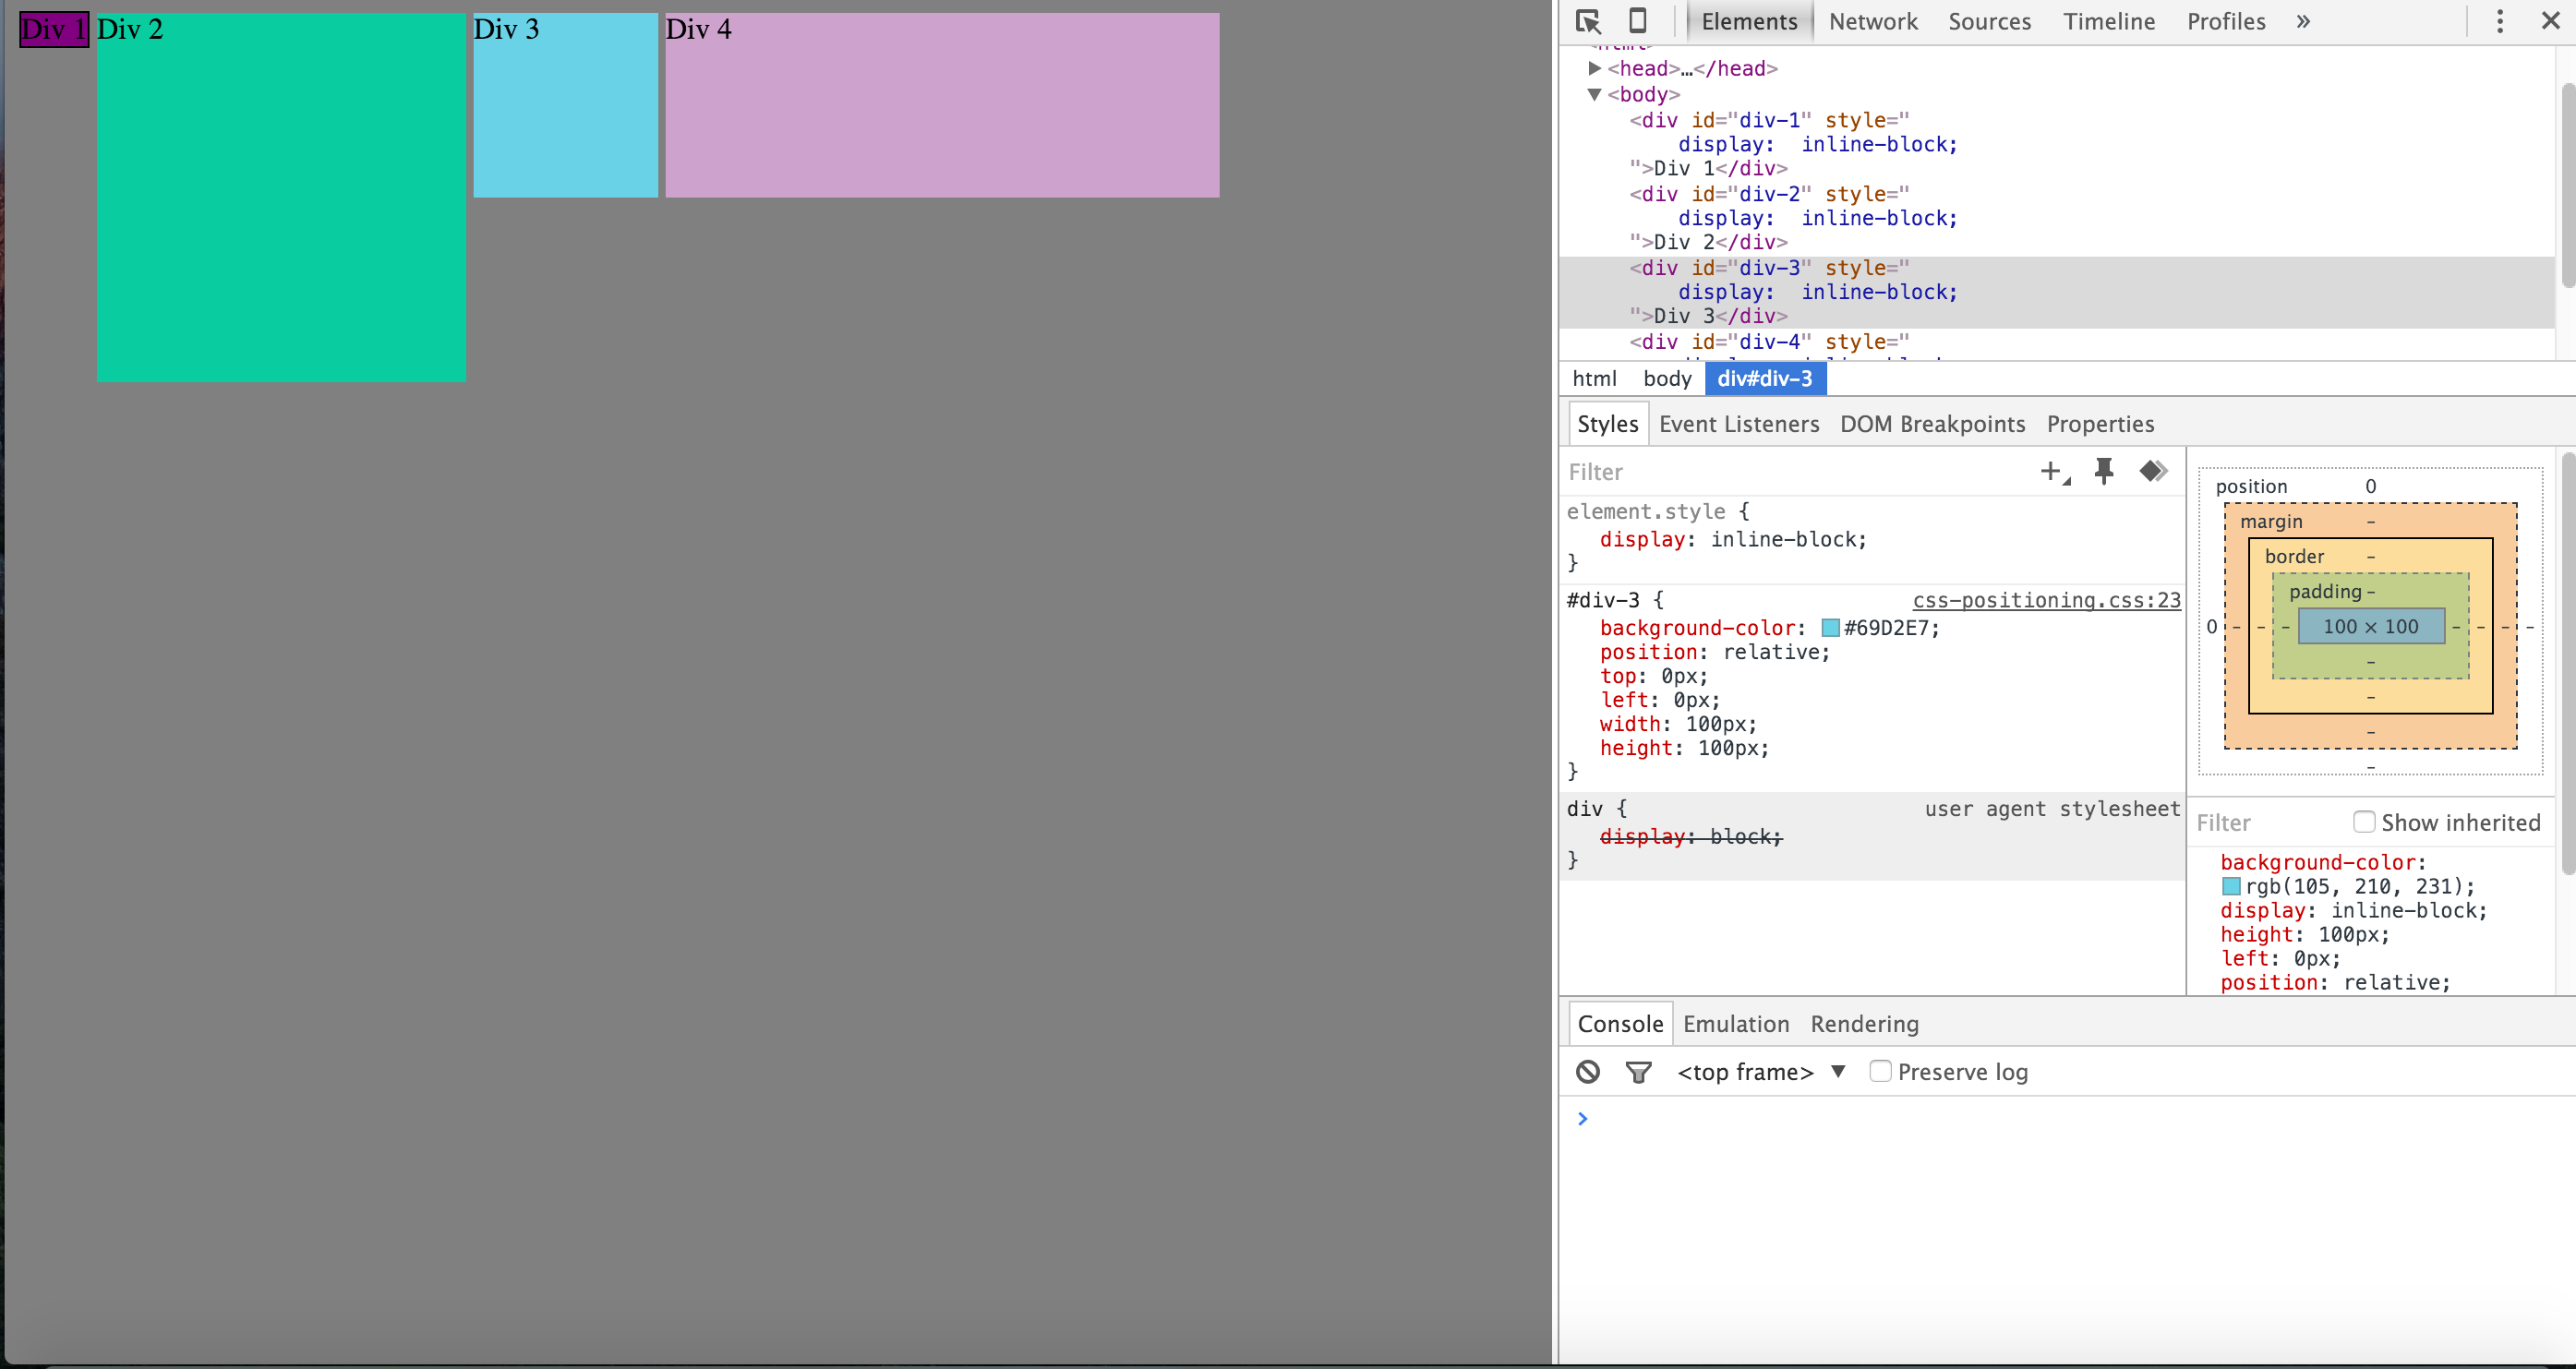 Div 1 Div 2 Div 3 Div 4
Elements Network Sources Timeline Profiles »
<head>…</head>
<body>
<div id="div-1" style="
display: inline-block;
">Div 1</div>
<div id="div-2" style="
display: inline-block;
">Div 2</div>
<div id="div-3" style="
display: inline-block;
">Div 3</div>
<div id="div-4" style="
html body div#div-3
Styles Event Listeners DOM Breakpoints Properties
Filter
element.style {
display: inline-block;
}
#div-3 { css-positioning.css:23
background-color: #69D2E7;
position: relative;
top: 0px;
left: 0px;
width: 100px;
height: 100px;
}
div { user agent stylesheet
display: block;
}
position 0
margin -
border -
padding -
0 - - - 100 × 100 - - - -
-
-
-
-
Filter Show inherited
background-color:
rgb(105, 210, 231);
display: inline-block;
height: 100px;
left: 0px;
position: relative;
Console Emulation Rendering
<top frame> ▼ Preserve log
>